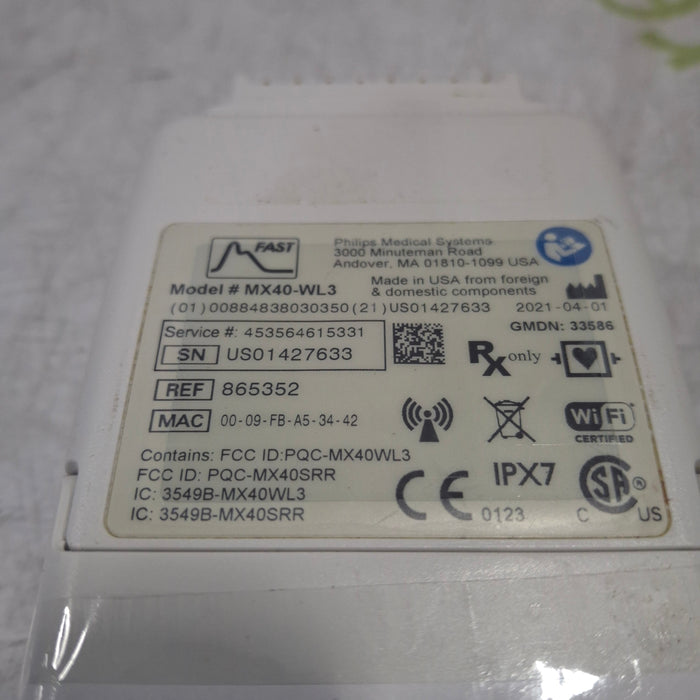 FAST
Philips Medical Systems
3000 Minuteman Road
Andover, MA 01810-1099 USA
Model # MX40-WL3
Made in USA from foreign
& domestic components
(01)00884838030350(21)US01427633
2021-04-01
Service #: 453564615331
GMDN: 33586
SN US01427633
Rx only
REF 865352
MAC 00-09-FB-A5-34-42
WiFi
CERTIFIED
Contains: FCC ID:PQC-MX40WL3
FCC ID: PQC-MX40SRR
IC: 3549B-MX40WL3
IC: 3549B-MX40SRR
CE 0123
IPX7
CSA ®
C US